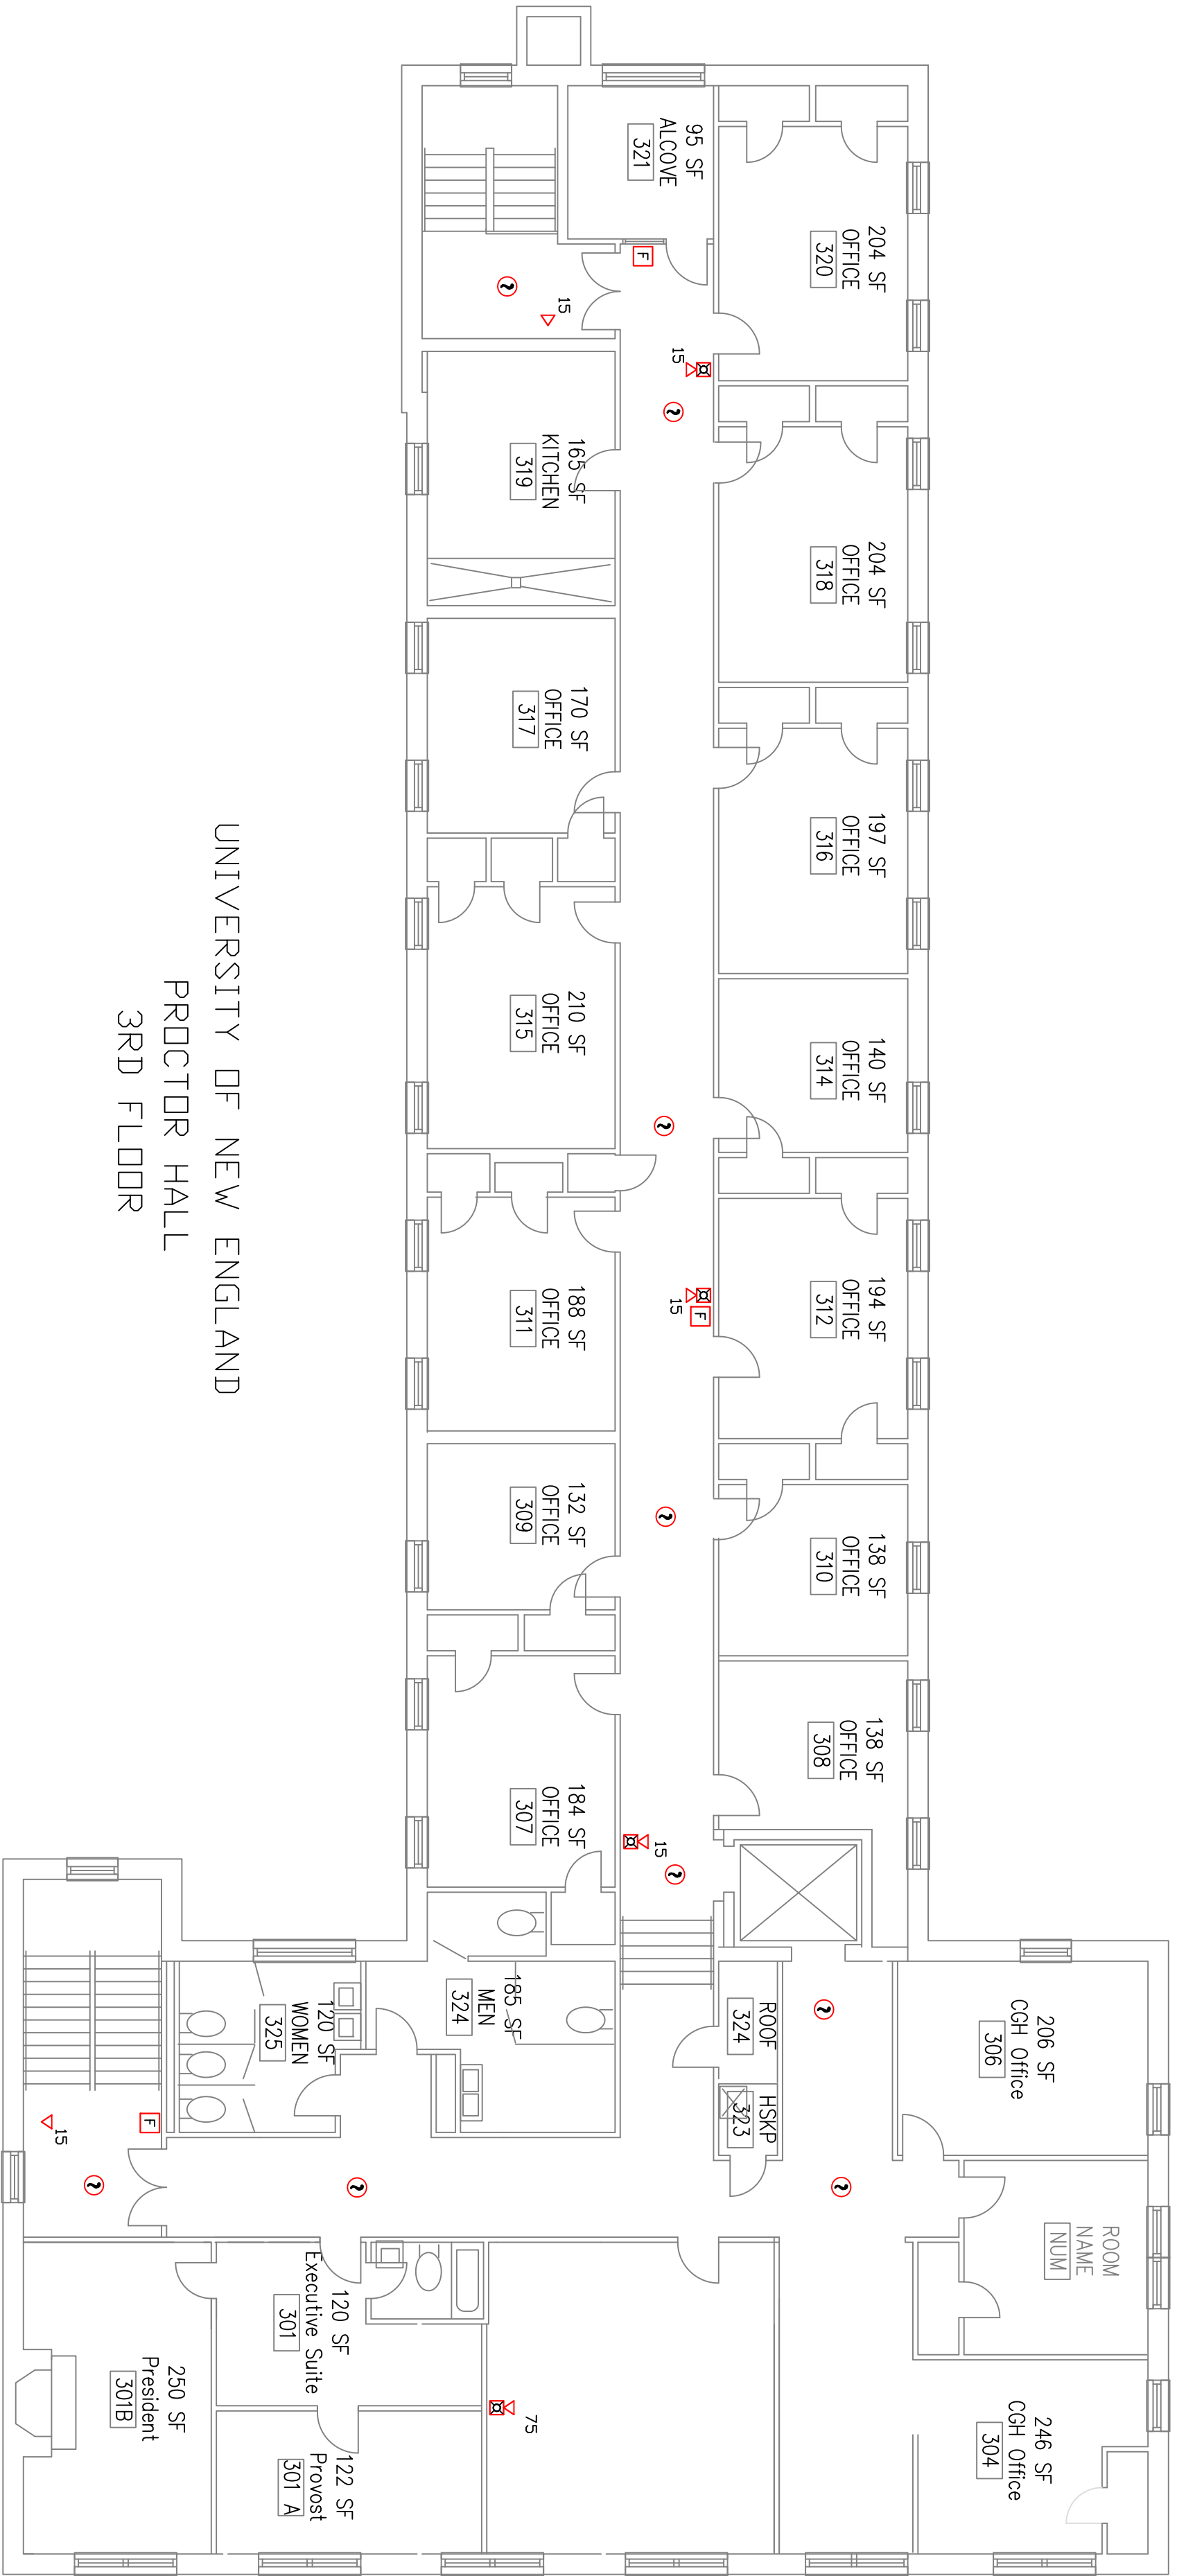 95 SF
ALCOVE
321
204 SF
OFFICE
320
F
15
15
165 SF
KITCHEN
319
204 SF
OFFICE
318
170 SF
OFFICE
317
197 SF
OFFICE
316
210 SF
OFFICE
315
140 SF
OFFICE
314
188 SF
OFFICE
311
194 SF
OFFICE
312
F
15
132 SF
OFFICE
309
138 SF
OFFICE
310
184 SF
OFFICE
307
138 SF
OFFICE
308
15
185 SF
MEN
324
120 SF
WOMEN
325
ROOF
324
HSKP
323
206 SF
CGH Office
306
F
15
ROOM
NAME
NUM
120 SF
Executive Suite
301
250 SF
President
301B
122 SF
Provost
301 A
75
246 SF
CGH Office
304
UNIVERSITY OF NEW ENGLAND
PROCTOR HALL
3RD FLOOR